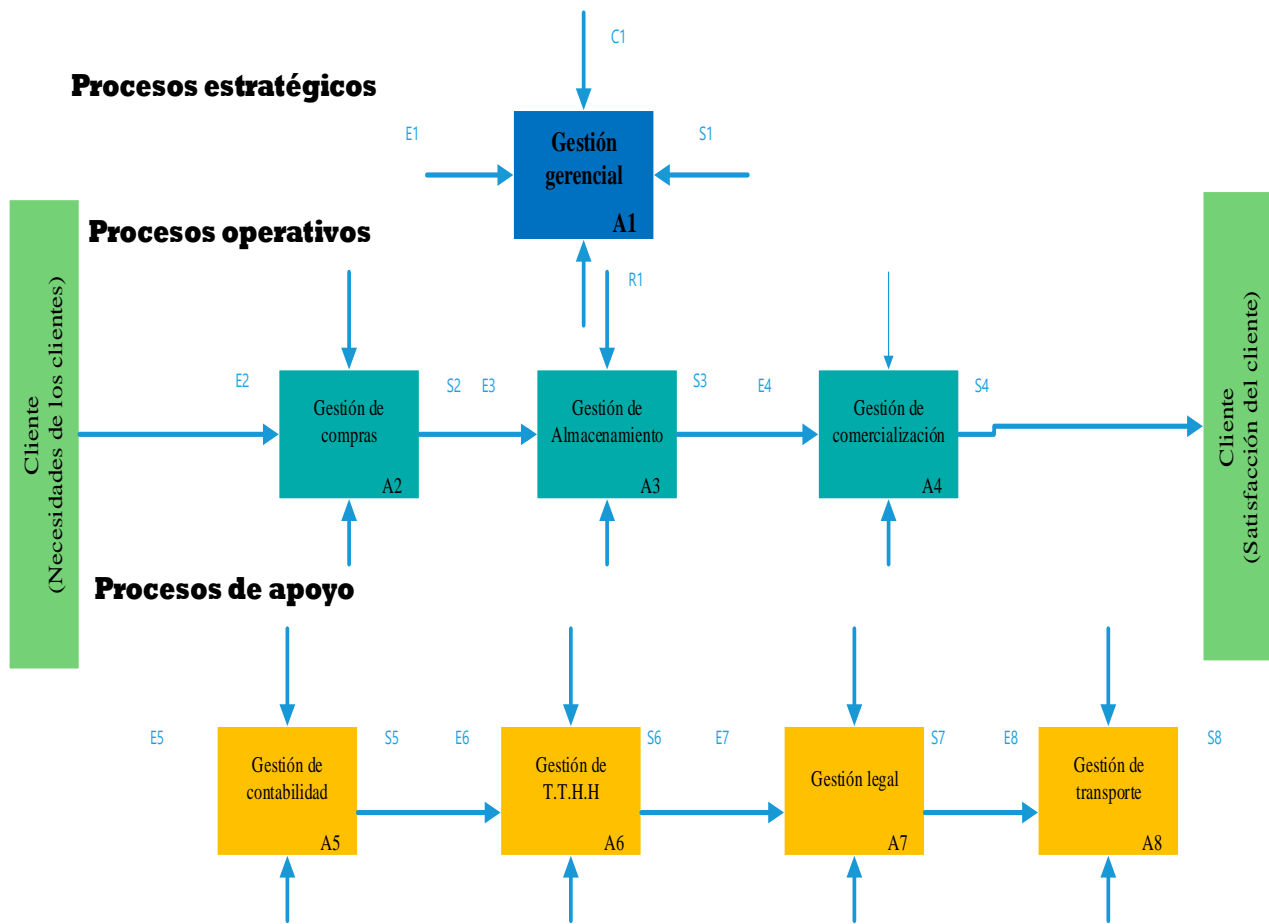 C1
Procesos estratégicos
E1
S1
Gestión
gerencial
A1
Procesos operativos
Cliente
(Necesidades de los clientes)
Cliente
(Satisfacción del cliente)
R1
E2
S2
E3
S3
E4
S4
Gestión de
compras
A2
Gestión de
Almacenamiento
A3
Gestión de
comercialización
A4
Procesos de apoyo
E5
S5
E6
S6
E7
S7
E8
S8
Gestión de
contabilidad
A5
Gestión de
T.T.H.H
A6
Gestión legal
A7
Gestión de
transporte
A8